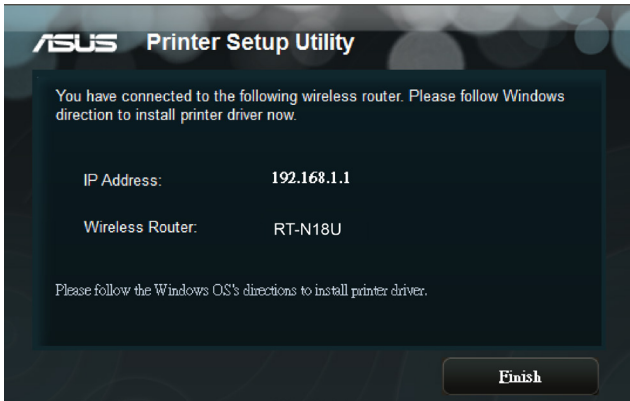 ASUS Printer Setup Utility
You have connected to the following wireless router. Please follow Windows
direction to install printer driver now.
IP Address: 192.168.1.1
Wireless Router: RT-N18U
Please follow the Windows OS's directions to install printer driver.
Finish